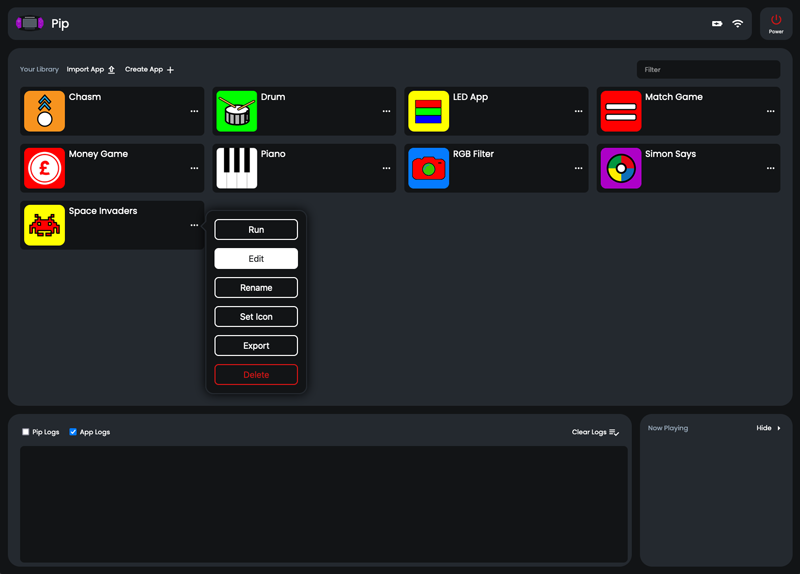 Pip
Power
Your Library Import App Create App
Filter
Chasm
Drum
LED App
Match Game
Money Game
£
Piano
RGB Filter
Simon Says
Space Invaders
Run
Edit
Rename
Set Icon
Export
Delete
Pip Logs App Logs
Clear Logs
Now Playing
Hide